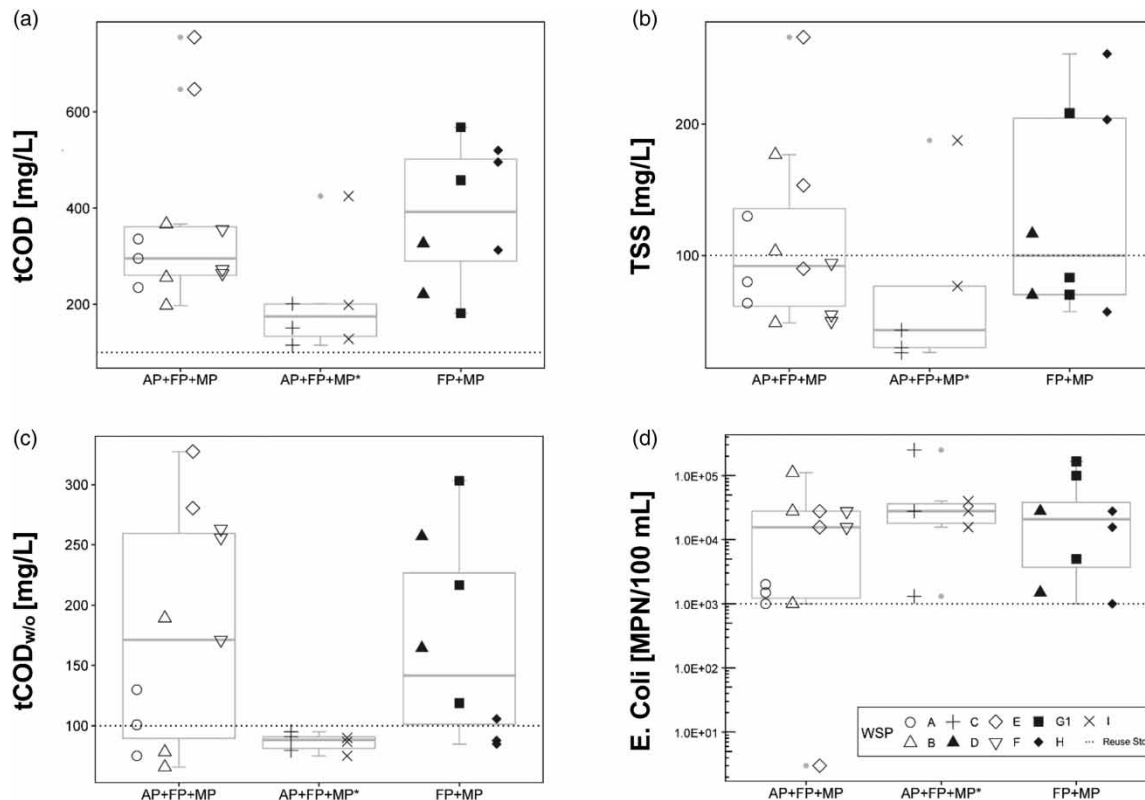 (a)
tCOD [mg/L]
600
400
200
AP+FP+MP AP+FP+MP* FP+MP
(b)
TSS [mg/L]
200
100
AP+FP+MP AP+FP+MP* FP+MP
(c)
tCODw/o [mg/L]
300
250
200
150
100
AP+FP+MP AP+FP+MP* FP+MP
(d)
E. Coli [MPN/100 mL]
1.0E+05
1.0E+04
1.0E+03
1.0E+02
1.0E+01
WSP
A C E G1 I
B D F H Reuse Std
AP+FP+MP AP+FP+MP* FP+MP